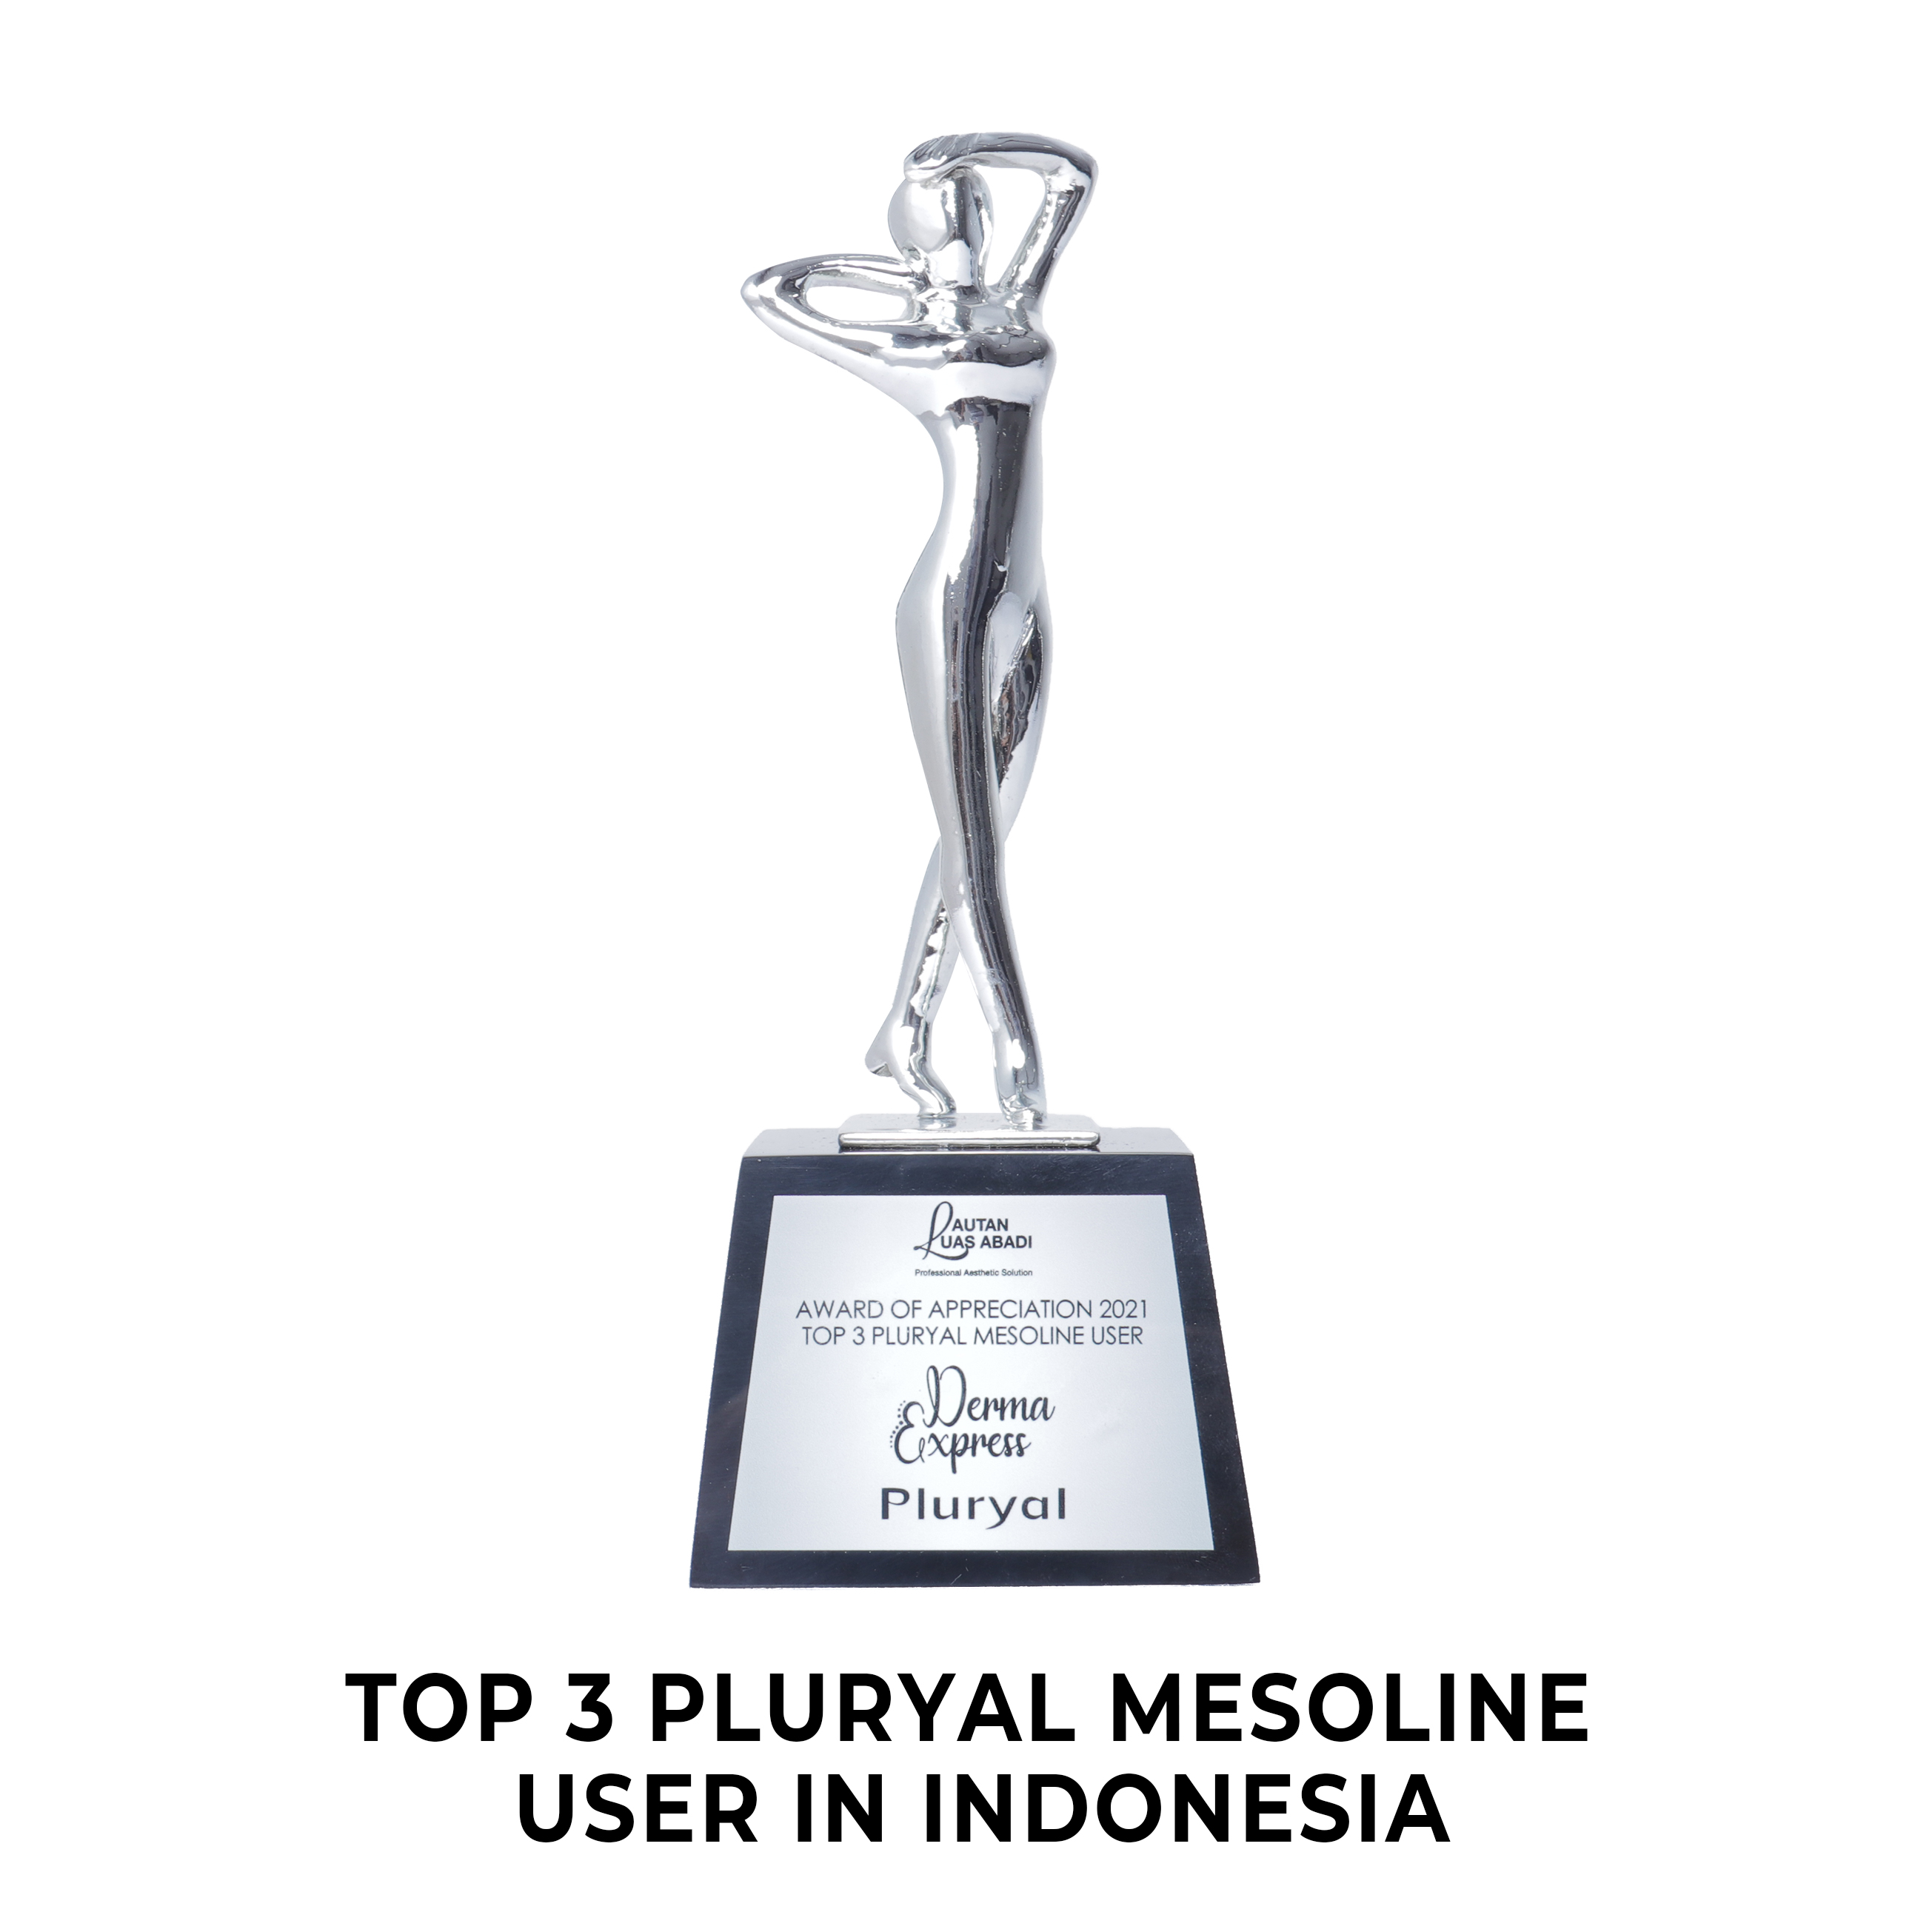 LAUTAN
LUAS ABADI
Professional Aesthetic Solution
AWARD OF APPRECIATION 2021
TOP 3 PLURYAL MESOLINE USER
Derma
Express
Pluryal
TOP 3 PLURYAL MESOLINE
USER IN INDONESIA